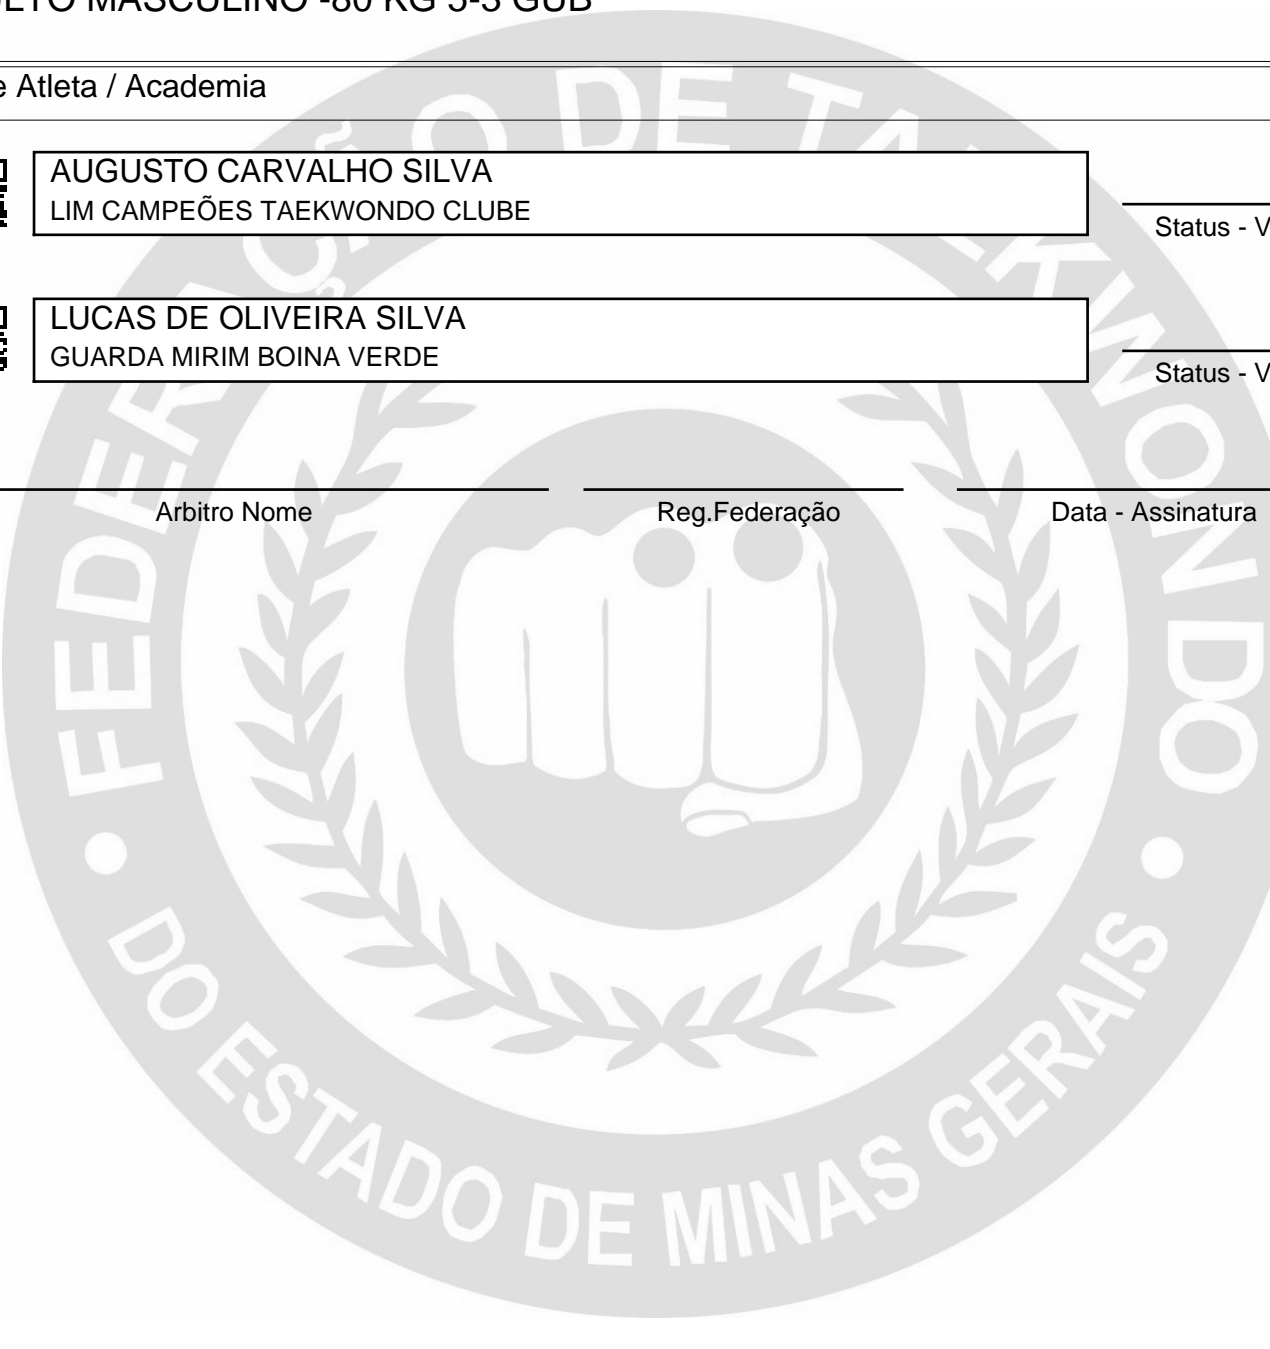 MASCULINO -80 KG 5-3 GUB
Atleta / Academia
AUGUSTO CARVALHO SILVA
LIM CAMPEÕES TAEKWONDO CLUBE
Status - V
LUCAS DE OLIVEIRA SILVA
GUARDA MIRIM BOINA VERDE
Status - V
Arbitro Nome
Reg.Federação
Data - Assinatura
FEDERAÇÃO DE TAEKWONDO
• DO ESTADO DE MINAS GERAIS •